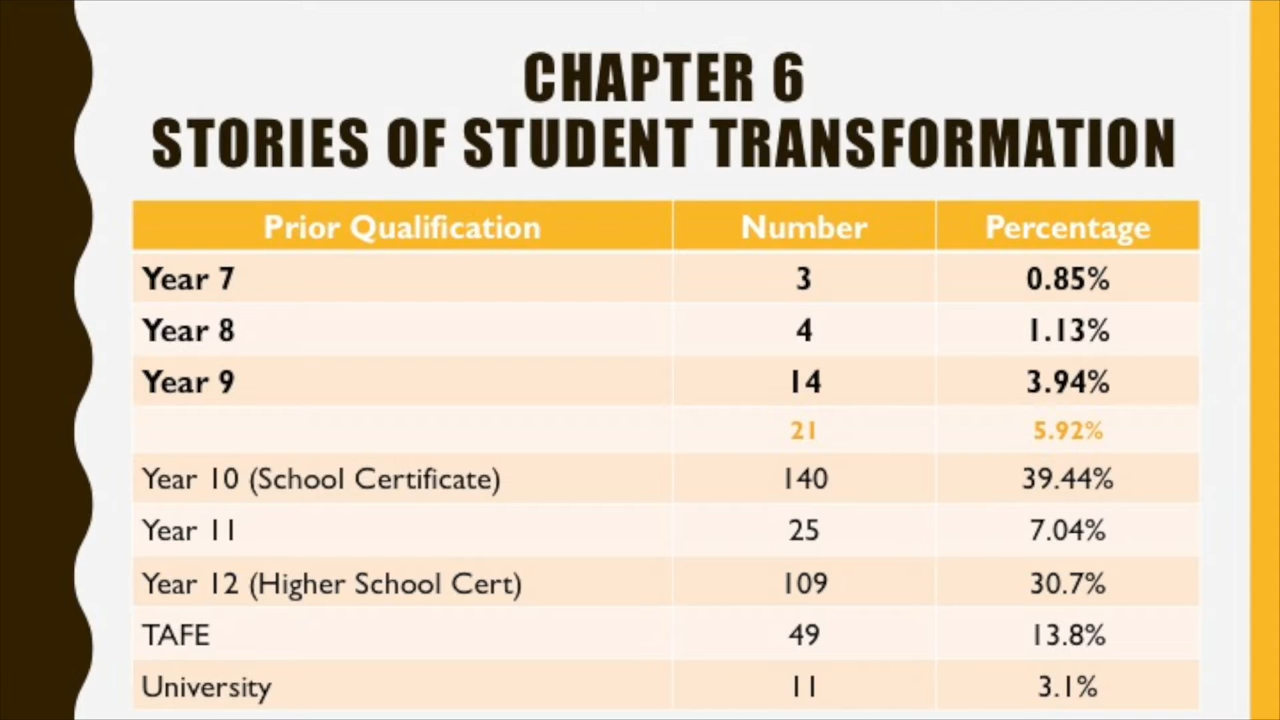 CHAPTER 6
STORIES OF STUDENT TRANSFORMATION
Prior Qualification Number Percentage
Year 7 3 0.85%
Year 8 4 1.13%
Year 9 14 3.94%
21 5.92%
Year 10 (School Certificate) 140 39.44%
Year 11 25 7.04%
Year 12 (Higher School Cert) 109 30.7%
TAFE 49 13.8%
University 11 3.1%